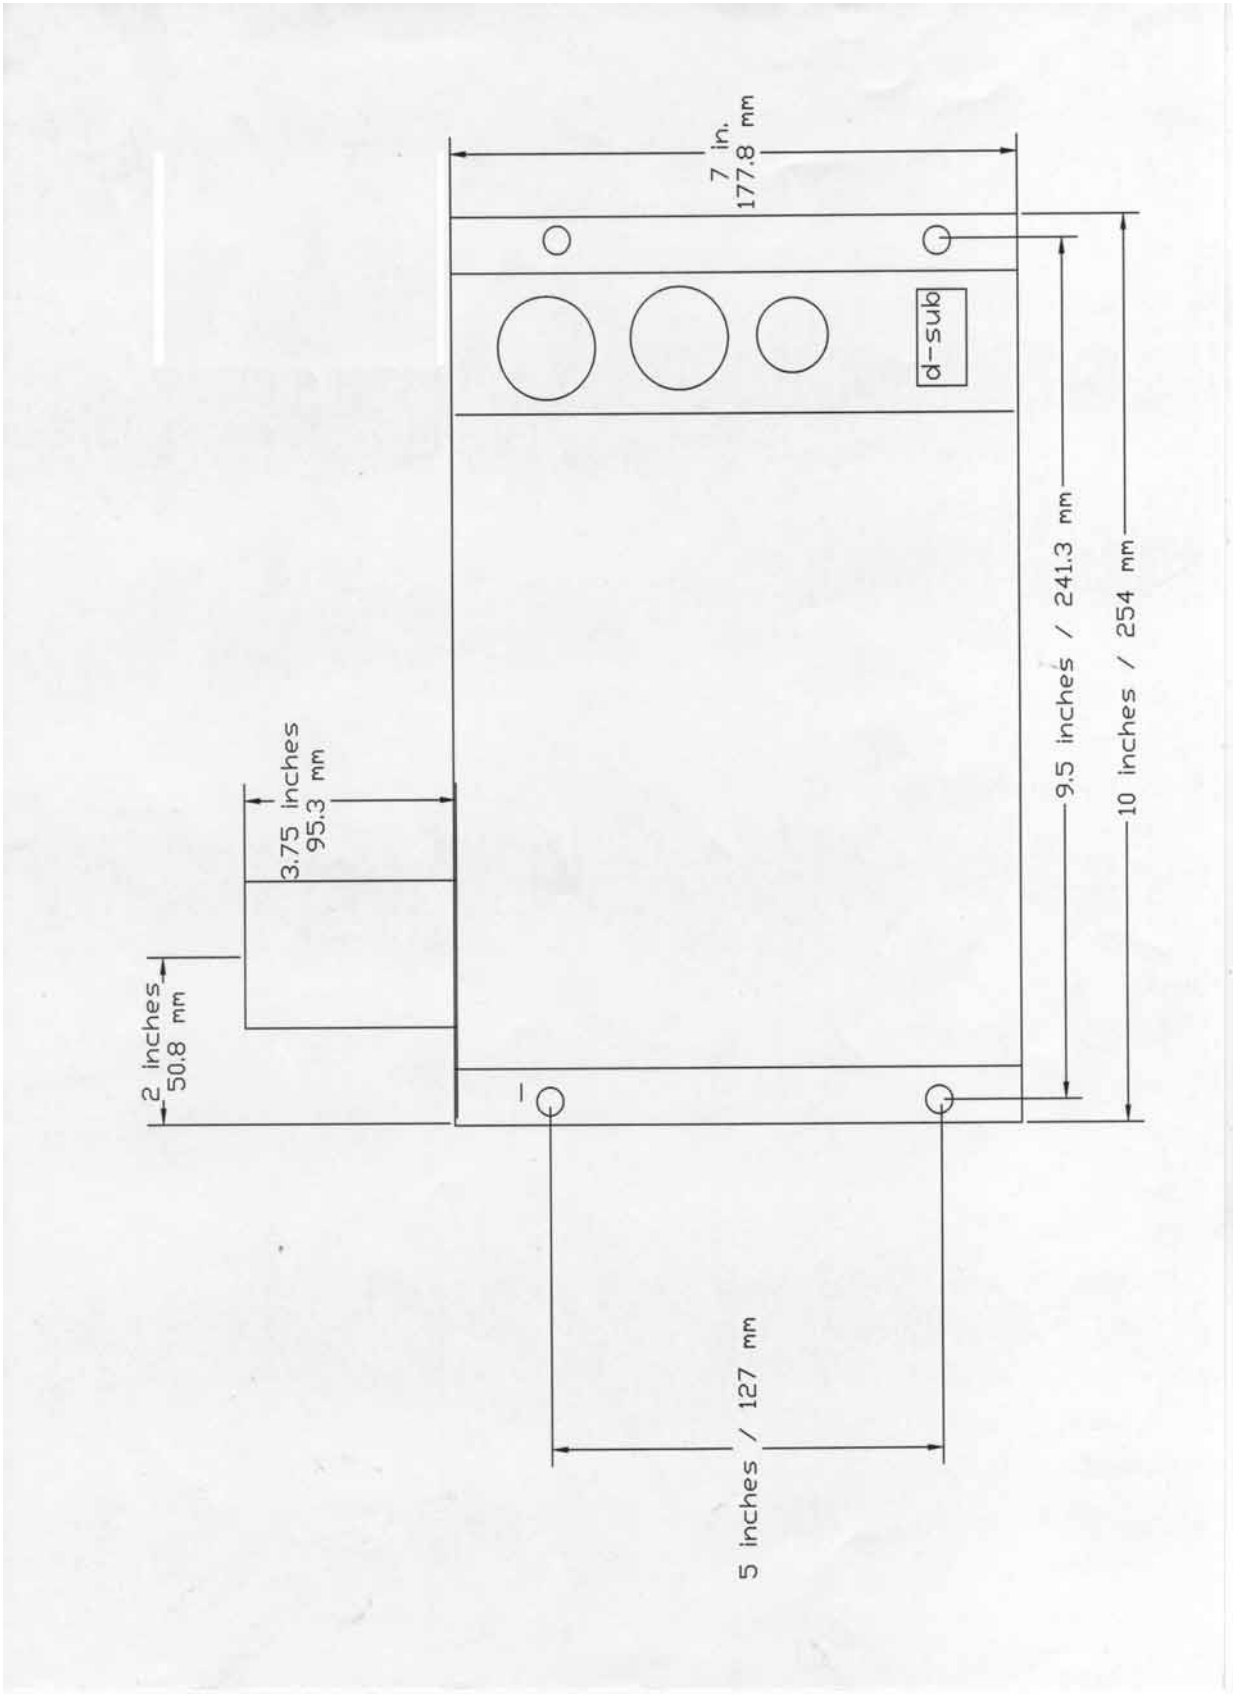 2 inches
50.8 mm
3.75 inches
95.3 mm
7 in.
177.8 mm
d-sub
5 inches / 127 mm
9.5 inches / 241.3 mm
10 inches / 254 mm